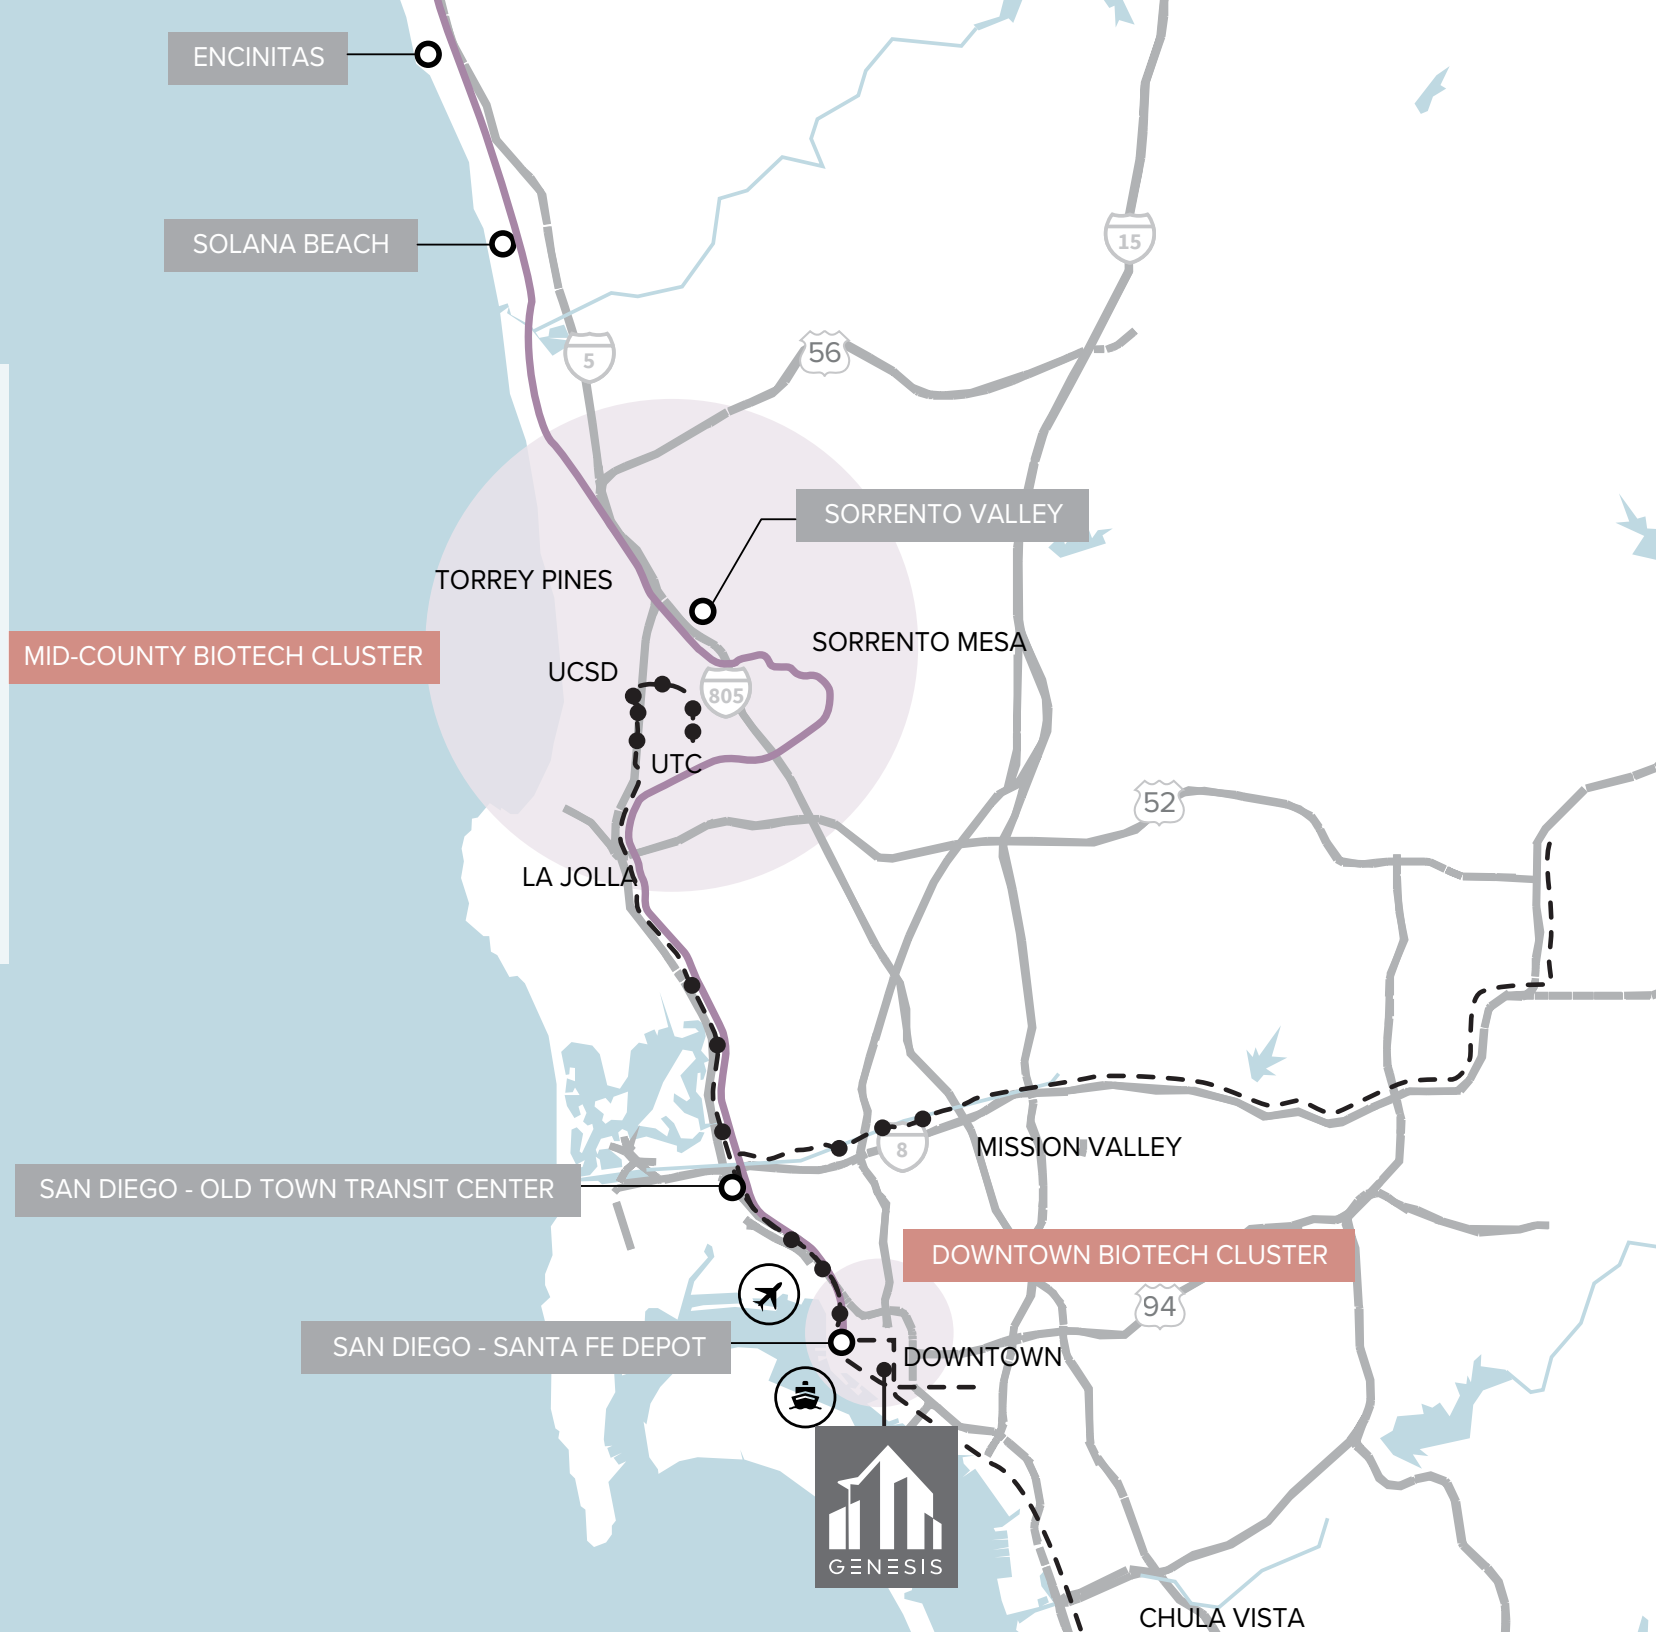 ENCINITAS
15
SOLANA BEACH
5
56
SORRENTO VALLEY
TORREY PINES
SORRENTO MESA
MID-COUNTY BIOTECH CLUSTER
UCSD
805
UTC
52
LA JOLLA
8
MISSION VALLEY
SAN DIEGO - OLD TOWN TRANSIT CENTER
DOWNTOWN BIOTECH CLUSTER
94
SAN DIEGO - SANTA FE DEPOT
DOWNTOWN
GENESIS
CHULA VISTA